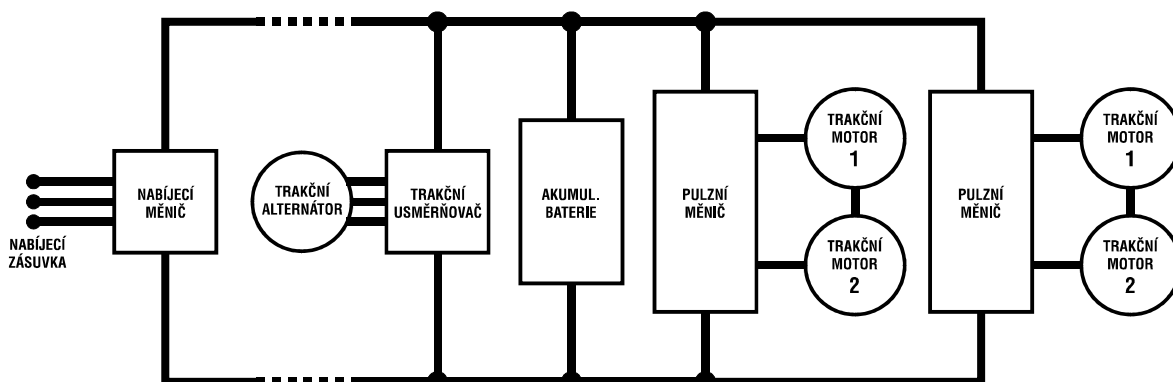 NABÍJECÍ
MĚNIČ
NABÍJECÍ
ZÁSUVKA
TRAKČNÍ
ALTERNÁTOR
TRAKČNÍ
USMĚRŇOVAČ
AKUMUL.
BATERIE
PULZNÍ
MĚNIČ
TRAKČNÍ
MOTOR
1
TRAKČNÍ
MOTOR
2
PULZNÍ
MĚNIČ
TRAKČNÍ
MOTOR
1
TRAKČNÍ
MOTOR
2